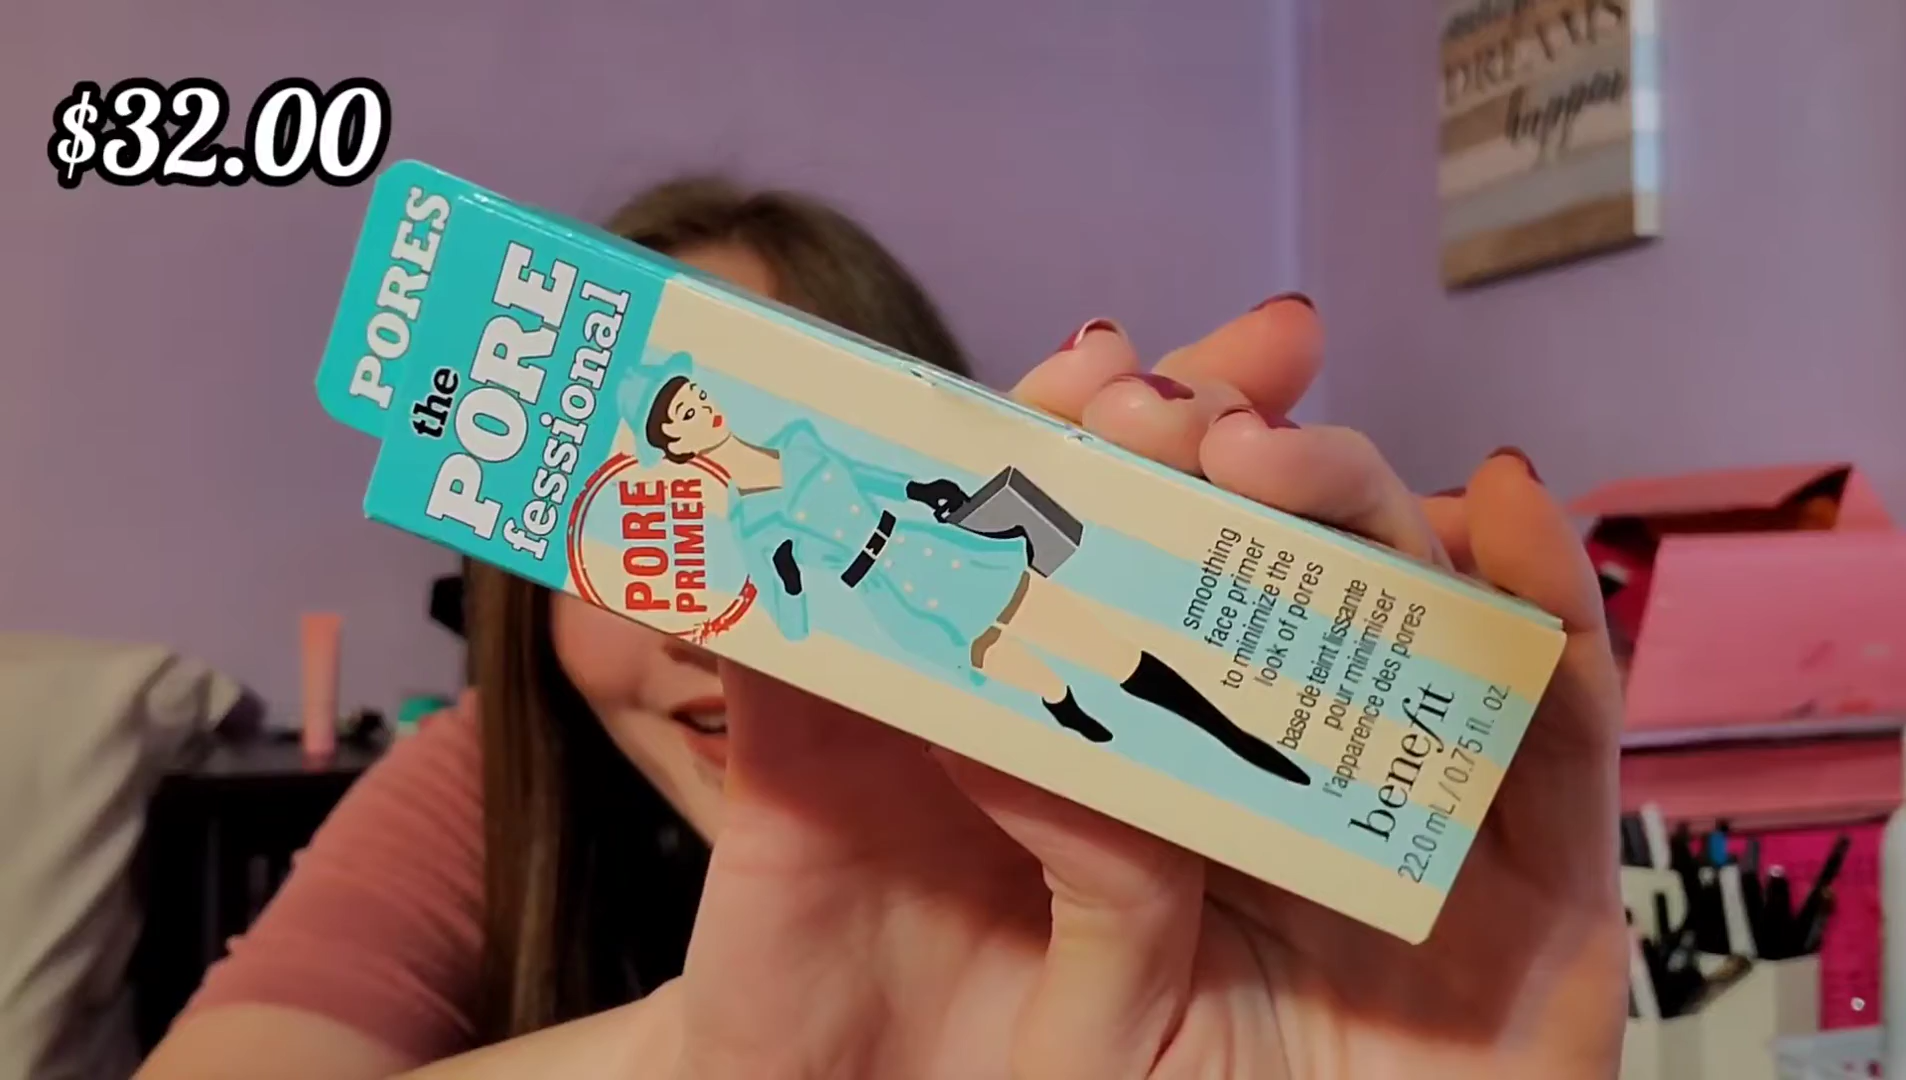 $32.00
PORES
the
PORE
fessional
PORE
PRIMER
smoothing
face primer
to minimize the
look of pores
base de teint lissante
pour minimiser
l'apparence des pores
benefit
22.0 mL / 0.75 fl. oz.
DREAMS
happen